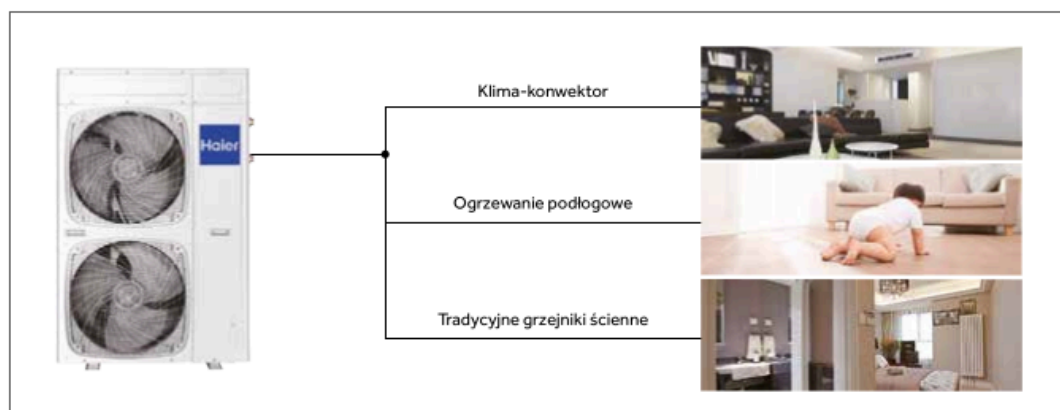 Haier
Klima-konwektor
Ogrzewanie podłogowe
Tradycyjne grzejniki ścienne